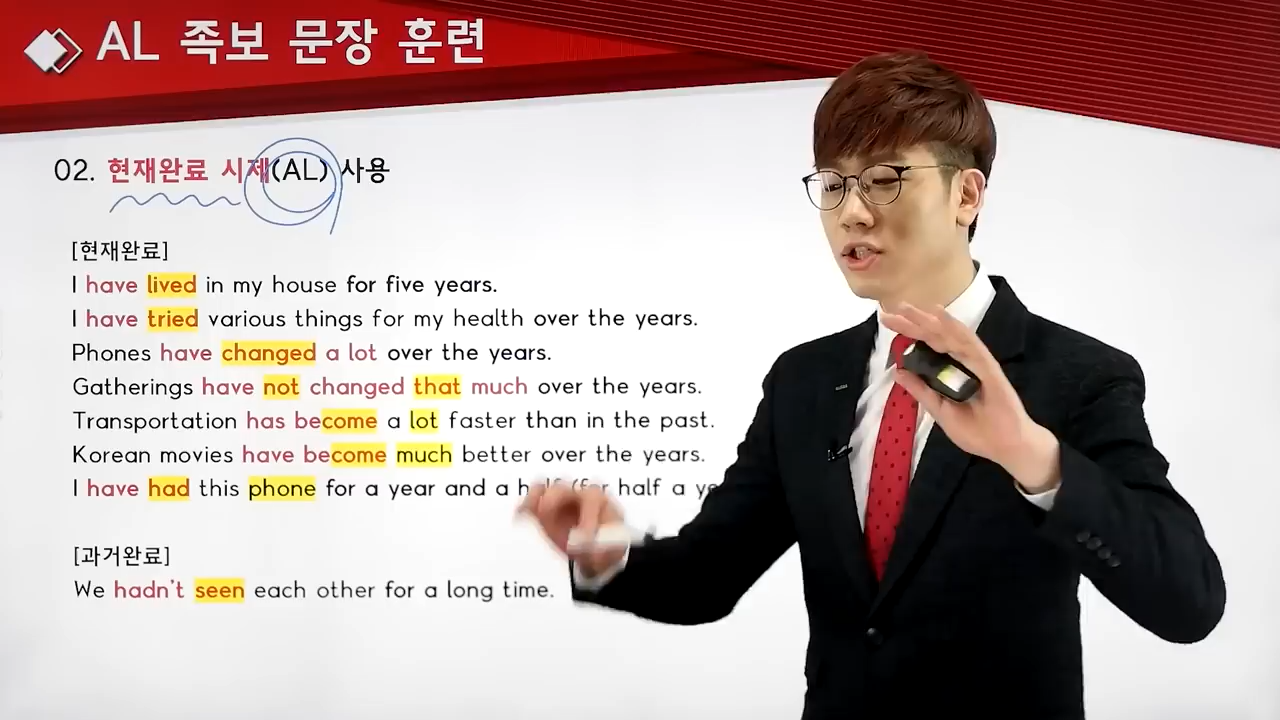 AL 족보 문장 훈련
02. 현재완료 시제(AL) 사용
[현재완료]
I have lived in my house for five years.
I have tried various things for my health over the years.
Phones have changed a lot over the years.
Gatherings have not changed that much over the years.
Transportation has become a lot faster than in the past.
Korean movies have become much better over the years.
I have had this phone for a year and a half (for half a
[과거완료]
We hadn't seen each other for a long time.